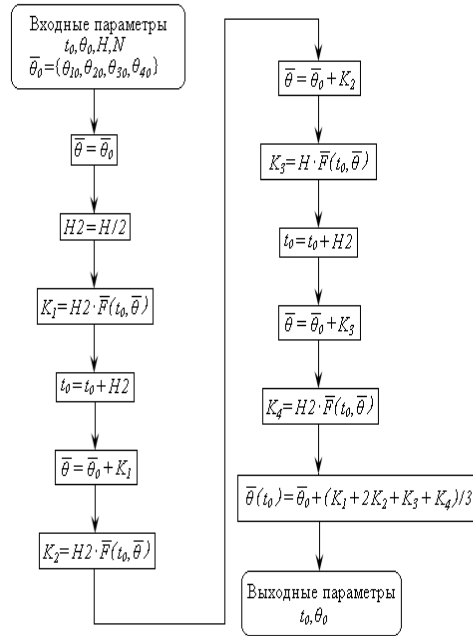 Входные параметры
t₀,θ₀,H,N
θ̅₀={θ₁₀,θ₂₀,θ₃₀,θ₄₀}
θ̅=θ̅₀
H2=H/2
K₁=H2·F̅(t₀,θ̅)
t₀=t₀+H2
θ̅=θ̅₀+K₁
K₂=H2·F̅(t₀,θ̅)
θ̅=θ̅₀+K₂
K₃=H·F̅(t₀,θ̅)
t₀=t₀+H2
θ̅=θ̅₀+K₃
K₄=H2·F̅(t₀,θ̅)
θ̅(t₀)=θ̅₀+(K₁+2K₂+K₃+K₄)/3
Выходные параметры
t₀,θ₀